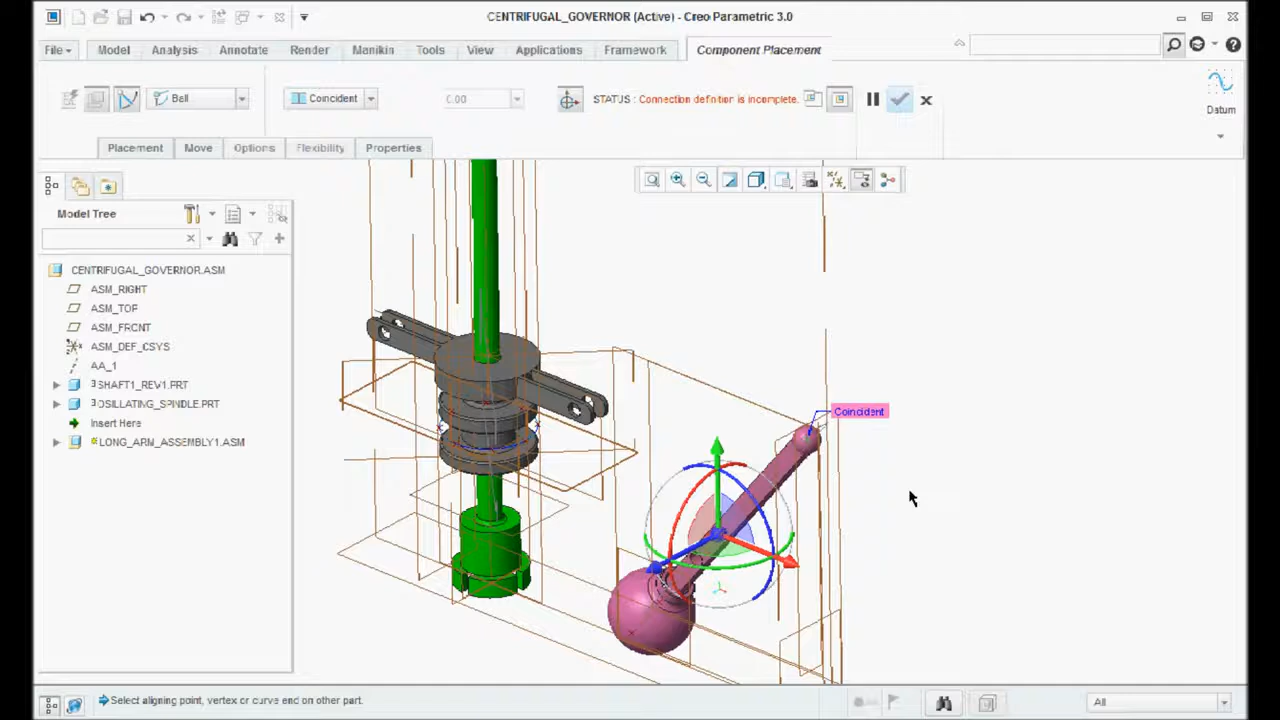 CENTRIFUGAL_GOVERNOR (Active) - Creo Parametric 3.0
File Model Analysis Annotate Render Manikin Tools View Applications Framework Component Placement
Ball Coincident 0.00 STATUS : Connection definition is incomplete. Datum
Placement Move Options Flexibility Properties
Model Tree
CENTRIFUGAL_GOVERNOR.ASM
ASM_RIGHT
ASM_TOP
ASM_FRONT
ASM_DEF_CSYS
AA_1
SHAFT1_REV1.PRT
OSILLATING_SPINDLE.PRT
Insert Here
LONG_ARM_ASSEMBLY1.ASM
Coincident
Select aligning point, vertex or curve end on other part.
All